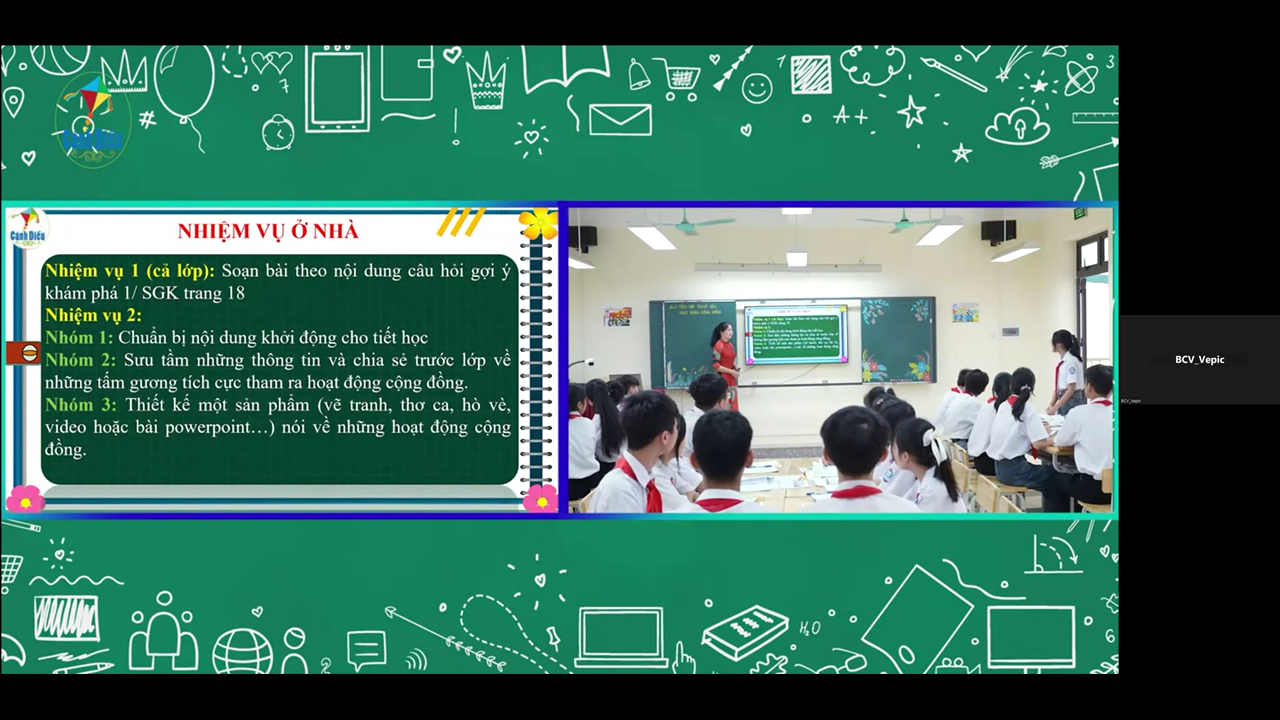 Cánh Diều
Cánh Diều
NHIỆM VỤ Ở NHÀ
Nhiệm vụ 1 (cả lớp): Soạn bài theo nội dung câu hỏi gợi ý
khám phá 1/ SGK trang 18
Nhiệm vụ 2:
Nhóm 1: Chuẩn bị nội dung khởi động cho tiết học
Nhóm 2: Sưu tầm những thông tin và chia sẻ trước lớp về
những tấm gương tích cực tham ra hoạt động cộng đồng.
Nhóm 3: Thiết kế một sản phẩm (vẽ tranh, thơ ca, hò vè,
video hoặc bài powerpoint…) nói về những hoạt động cộng
đồng.
A+
H₂O
BCV_Vepic
BCV_Vepic